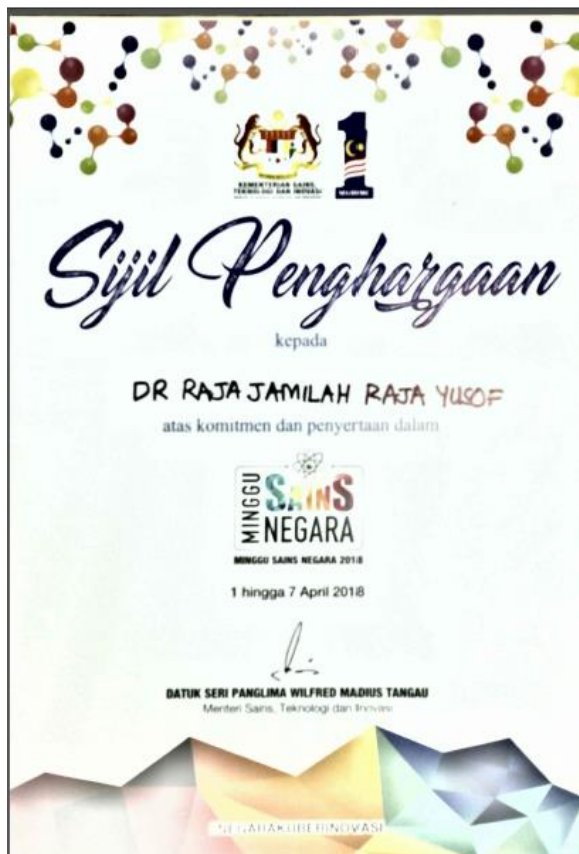 KEMENTERIAN SAINS,
TEKNOLOGI DAN INOVASI
Sijil Penghargaan
kepada
DR RAJA JAMILAH RAJA YUSOF
atas komitmen dan penyertaan dalam
MINGGU
SAINS
NEGARA
MINGGU SAINS NEGARA 2018
1 hingga 7 April 2018
DATUK SERI PANGLIMA WILFRED MADIUS TANGAU
Menteri Sains, Teknologi dan Inovasi
#NEGARAKUBERINOVASI